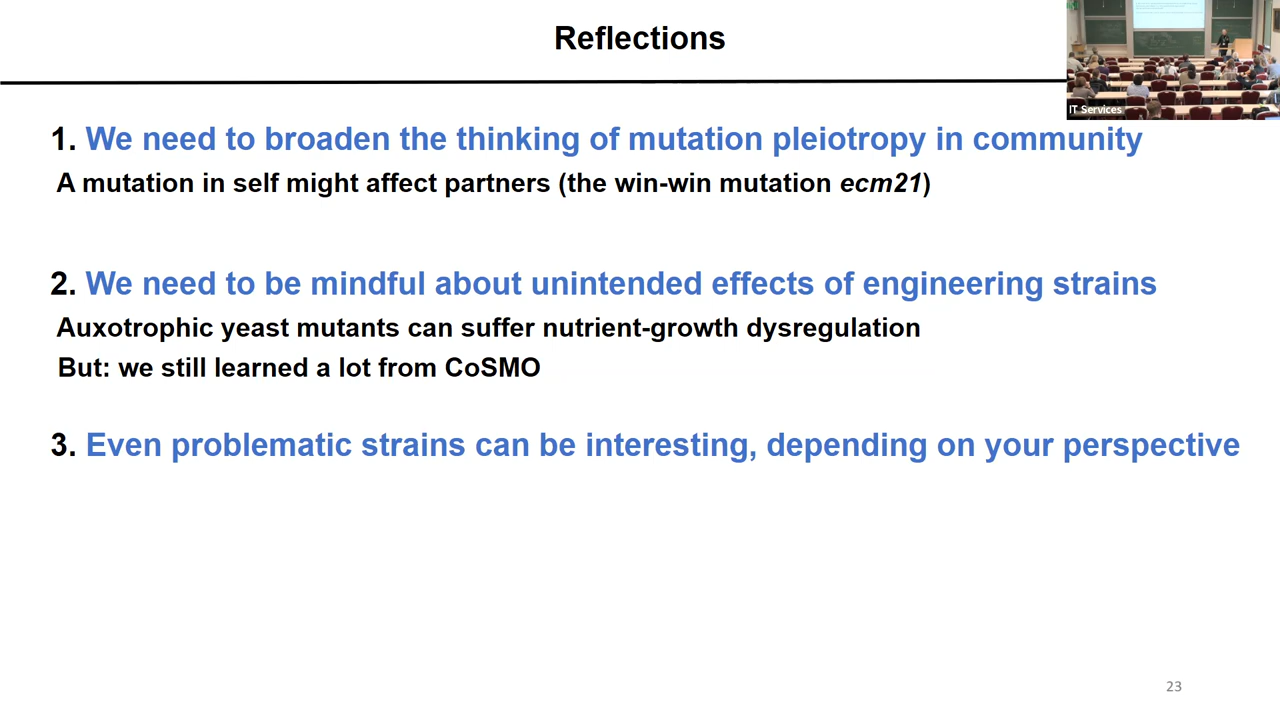 Reflections
IT Services
1. We need to broaden the thinking of mutation pleiotropy in community
A mutation in self might affect partners (the win-win mutation ecm21)
2. We need to be mindful about unintended effects of engineering strains
Auxotrophic yeast mutants can suffer nutrient-growth dysregulation
But: we still learned a lot from CoSMO
3. Even problematic strains can be interesting, depending on your perspective
23